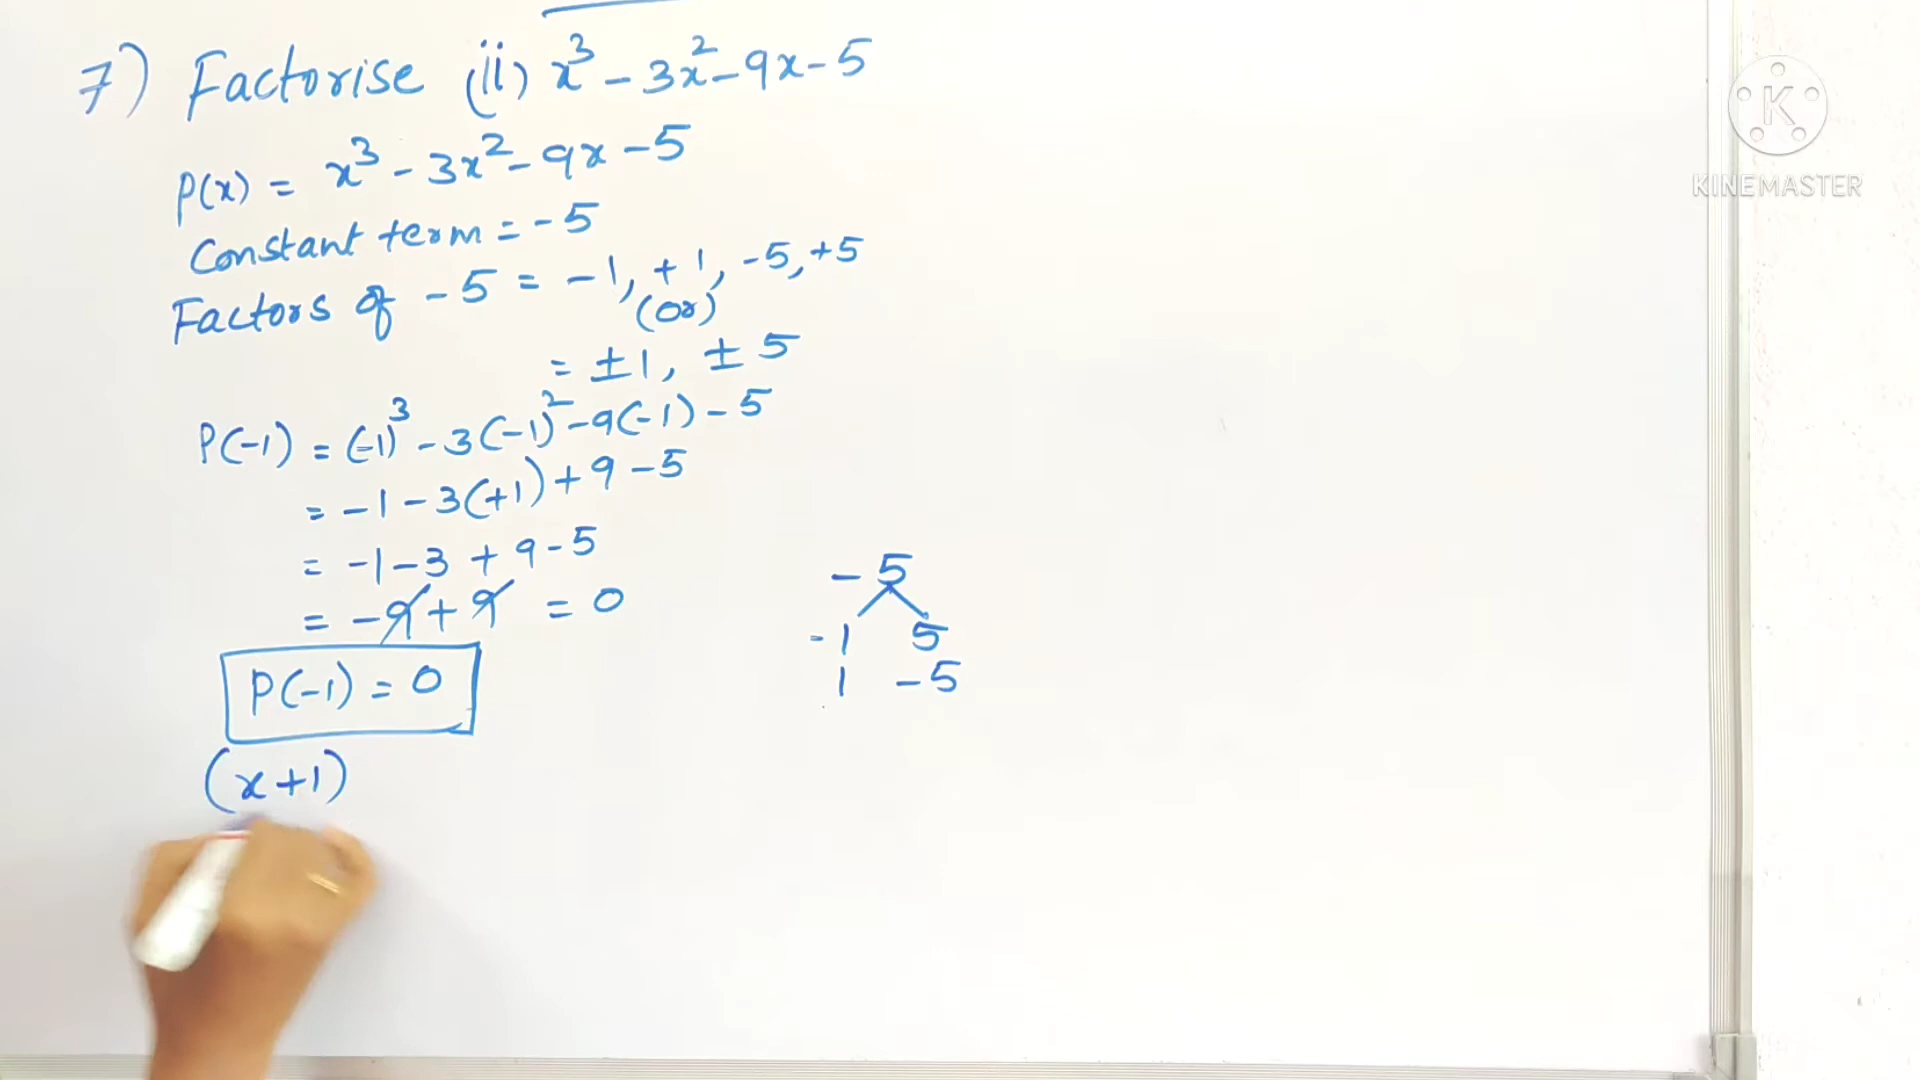 7) Factorise (ii) x³ - 3x² - 9x - 5
P(x) = x³ - 3x² - 9x - 5
Constant term = -5
Factors of -5 = -1, +1, -5, +5
(or)
= ±1, ±5
P(-1) = (-1)³ - 3(-1)² - 9(-1) - 5
= -1 - 3(+1) + 9 - 5
= -1 - 3 + 9 - 5
= -9 + 9 = 0
P(-1) = 0
(x+1)
-5
-1 5
1 -5
K
KINEMASTER